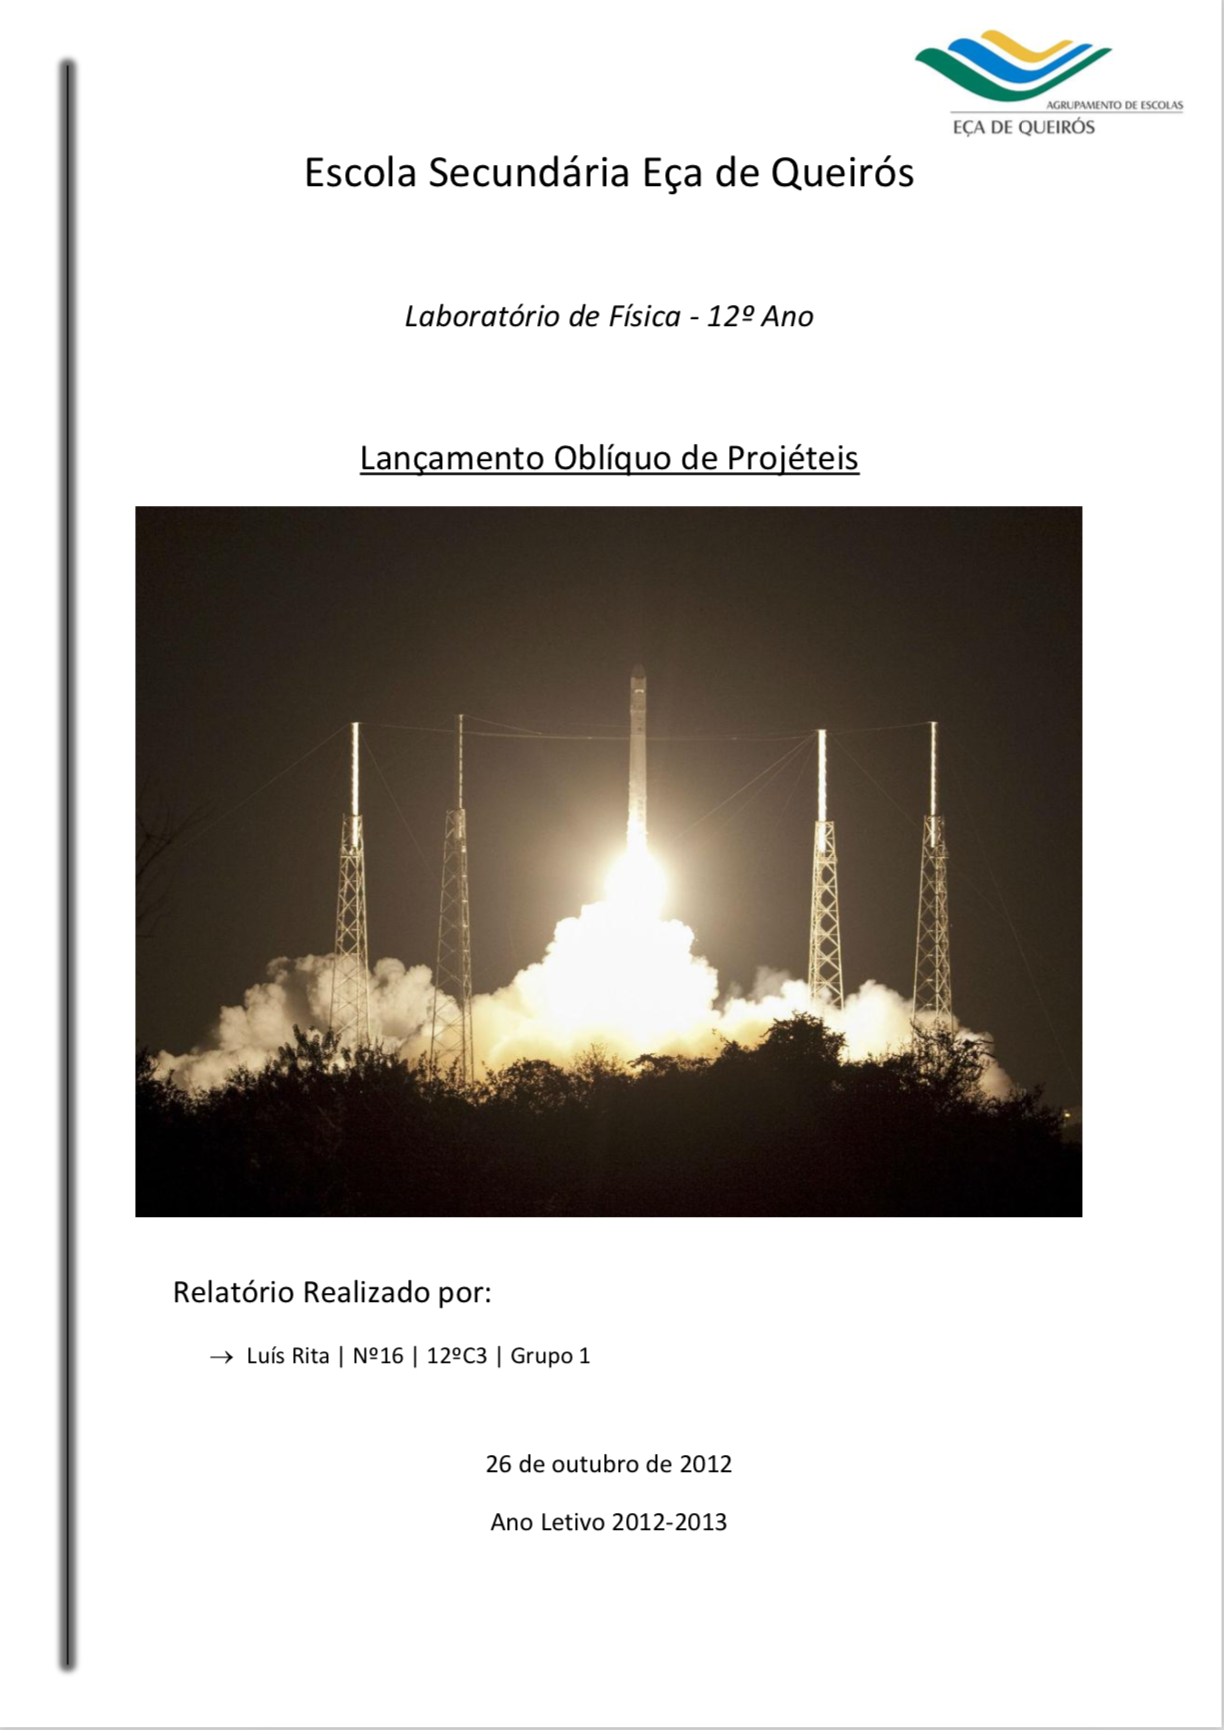 AGRUPAMENTO DE ESCOLAS
EÇA DE QUEIRÓS
Escola Secundária Eça de Queirós
Laboratório de Física - 12º Ano
Lançamento Oblíquo de Projéteis
Relatório Realizado por:
→ Luís Rita | Nº16 | 12ºC3 | Grupo 1
26 de outubro de 2012
Ano Letivo 2012-2013